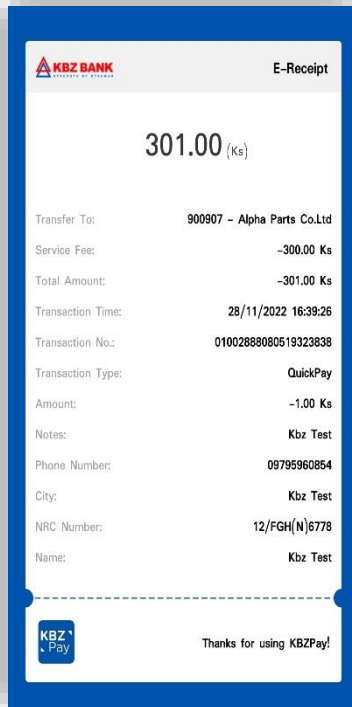 KBZ BANK
STRENGTH OF MYANMAR
E-Receipt
301.00 (Ks)
Transfer To: 900907 - Alpha Parts Co.Ltd
Service Fee: -300.00 Ks
Total Amount: -301.00 Ks
Transaction Time: 28/11/2022 16:39:26
Transaction No.: 01002888080519323838
Transaction Type: QuickPay
Amount: -1.00 Ks
Notes: Kbz Test
Phone Number: 09795960854
City: Kbz Test
NRC Number: 12/FGH(N)6778
Name: Kbz Test
KBZ
Pay
Thanks for using KBZPay!